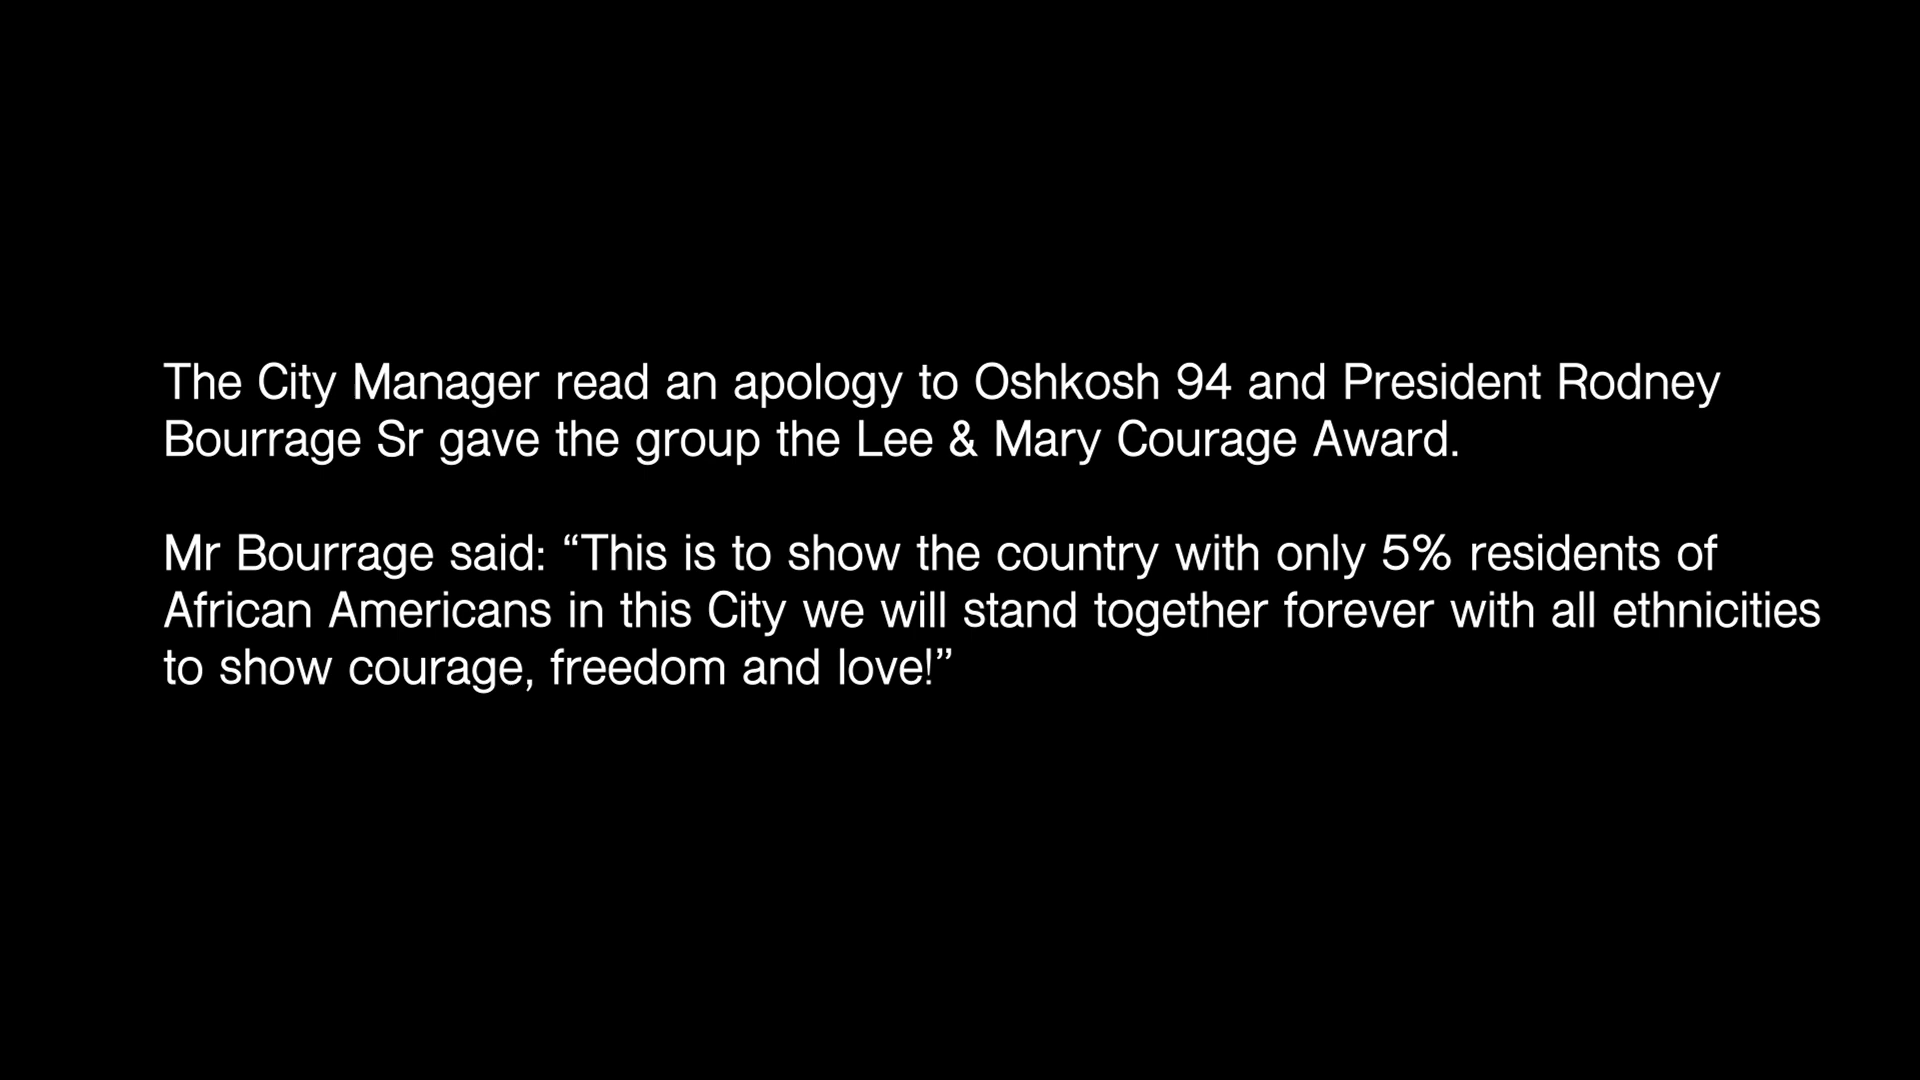 The City Manager read an apology to Oshkosh 94 and President Rodney
Bourrage Sr gave the group the Lee & Mary Courage Award.
Mr Bourrage said: “This is to show the country with only 5% residents of
African Americans in this City we will stand together forever with all ethnicities
to show courage, freedom and love!”